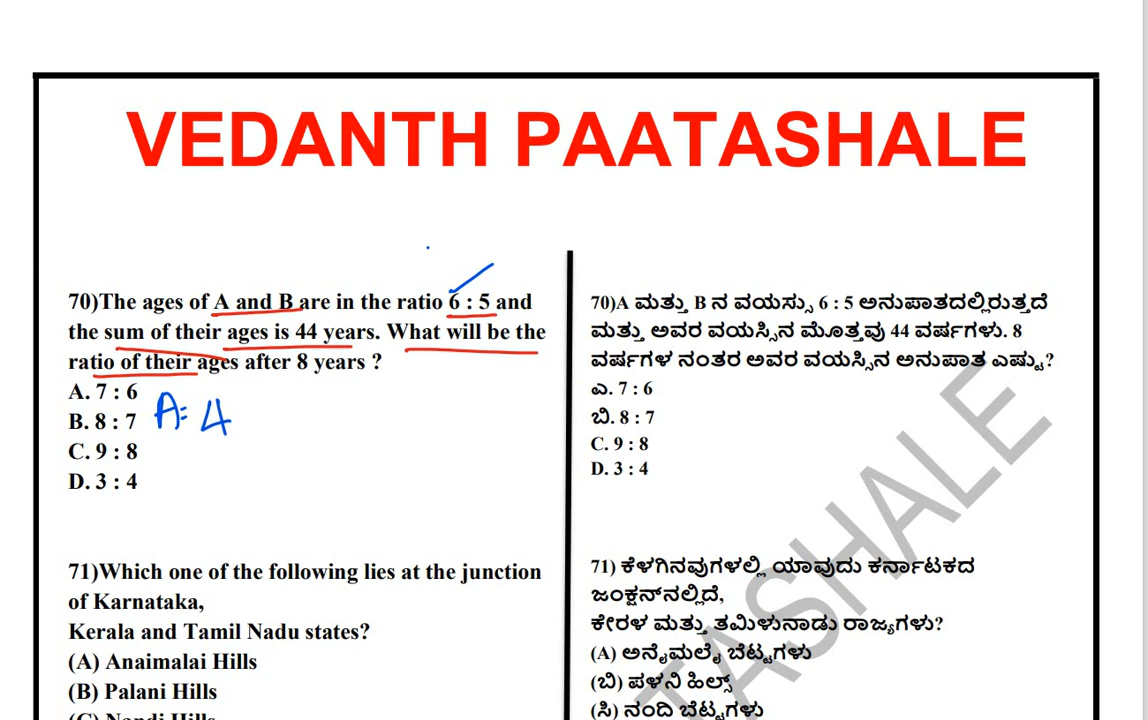 VEDANTH PAATASHALE
70)The ages of A and B are in the ratio 6 : 5 and
the sum of their ages is 44 years. What will be the
ratio of their ages after 8 years ?
A. 7 : 6
B. 8 : 7
C. 9 : 8
D. 3 : 4
A= 4
71)Which one of the following lies at the junction
of Karnataka,
Kerala and Tamil Nadu states?
(A) Anaimalai Hills
(B) Palani Hills
(C) Nandi Hills
70)A ಮತ್ತು B ನ ವಯಸ್ಸು 6 : 5 ಅನುಪಾತದಲ್ಲಿರುತ್ತದೆ
ಮತ್ತು ಅವರ ವಯಸ್ಸಿನ ಮೊತ್ತವು 44 ವರ್ಷಗಳು. 8
ವರ್ಷಗಳ ನಂತರ ಅವರ ವಯಸ್ಸಿನ ಅನುಪಾತ ಎಷ್ಟು?
ಎ. 7 : 6
ಬಿ. 8 : 7
C. 9 : 8
D. 3 : 4
71) ಕೆಳಗಿನವುಗಳಲ್ಲಿ ಯಾವುದು ಕರ್ನಾಟಕದ
ಜಂಕ್ಷನ್‌ನಲ್ಲಿದೆ,
ಕೇರಳ ಮತ್ತು ತಮಿಳುನಾಡು ರಾಜ್ಯಗಳು?
(A) ಅನೈಮಲೈ ಬೆಟ್ಟಗಳು
(ಬಿ) ಪಳನಿ ಹಿಲ್ಸ್
(ಸಿ) ನಂದಿ ಬೆಟ್ಟಗಳು
TASHALE